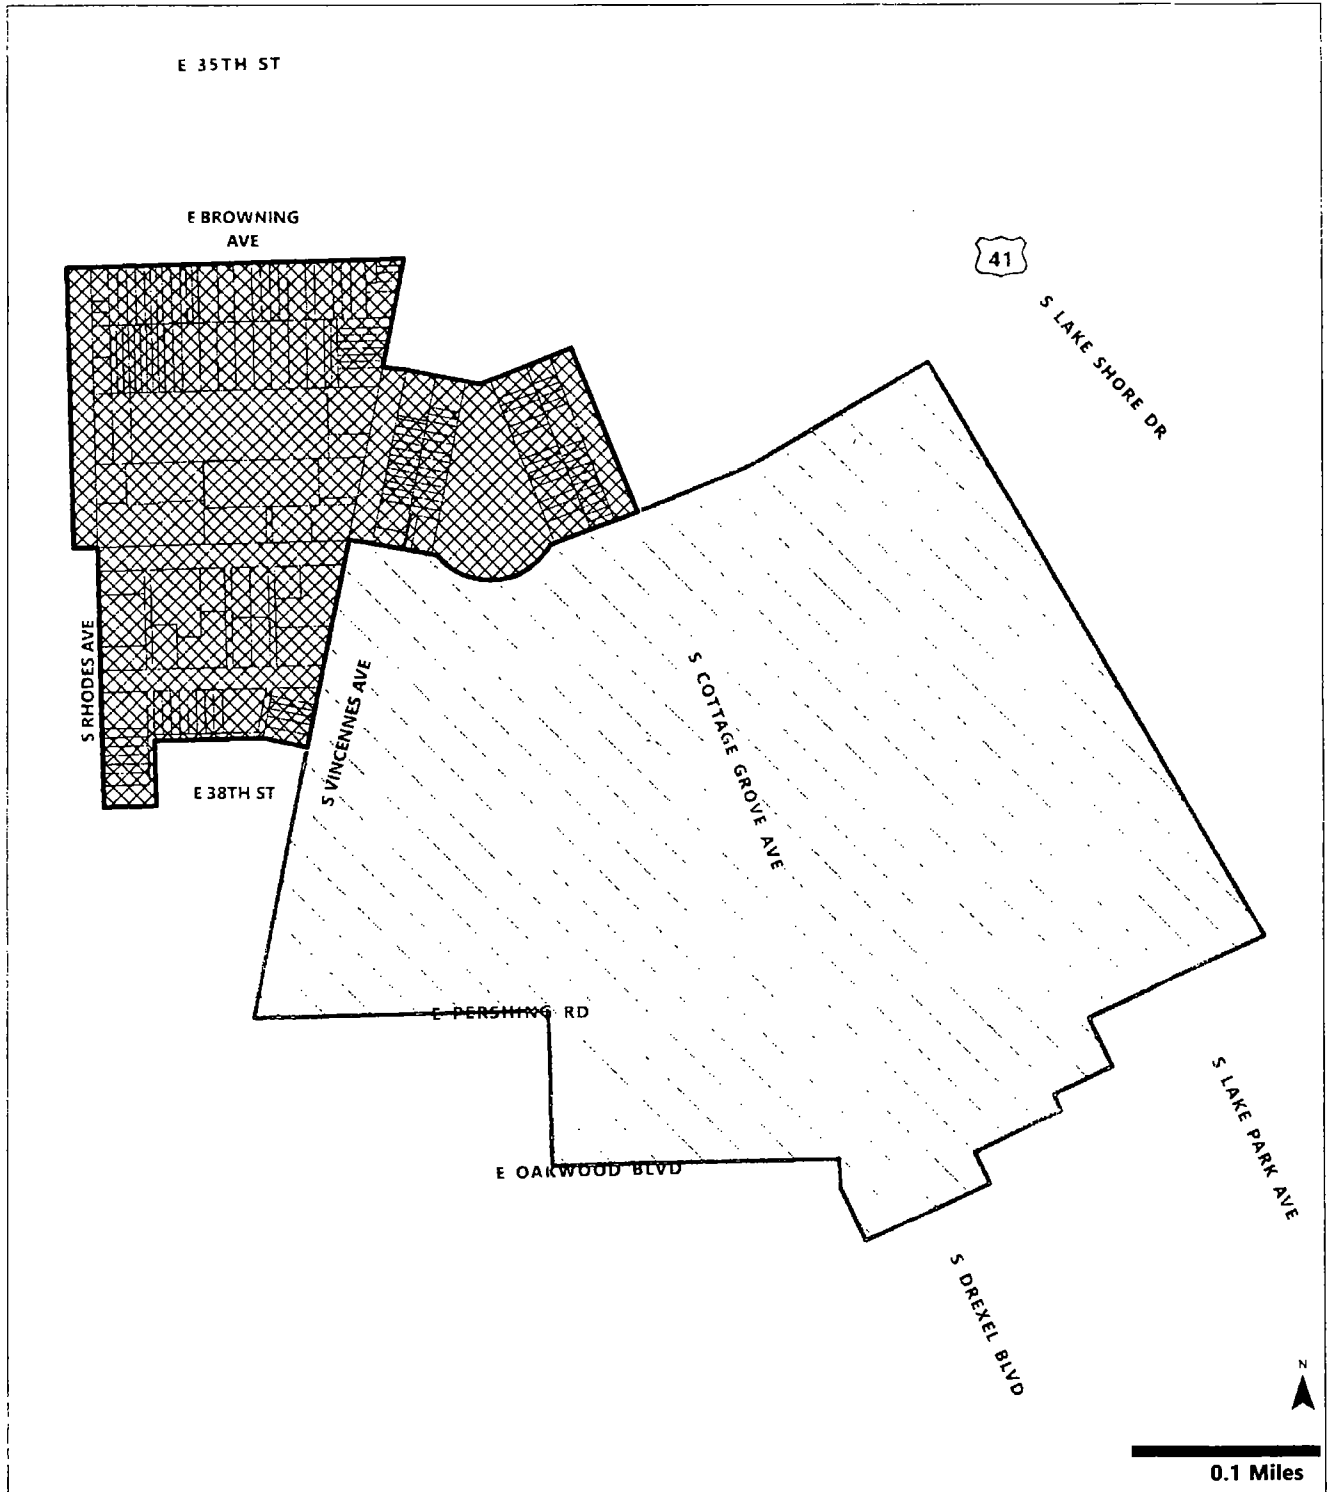 E 35TH ST
E BROWNING
AVE
41
S LAKE SHORE DR
S RHODES AVE
S VINCENNES AVE
S COTTAGE GROVE AVE
E 38TH ST
E PERSHING RD
E OAKWOOD BLVD
S LAKE PARK AVE
S DREXEL BLVD
N
0.1 Miles